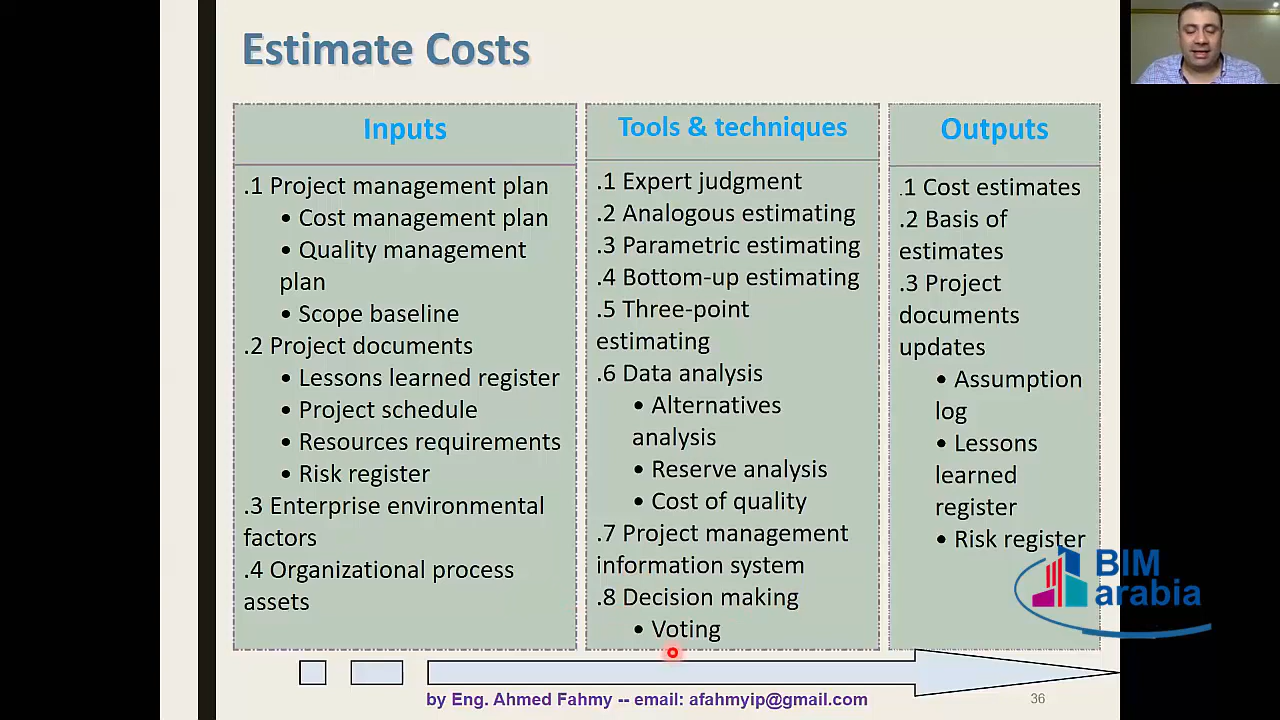 Estimate Costs
Inputs
.1 Project management plan
• Cost management plan
• Quality management
plan
• Scope baseline
.2 Project documents
• Lessons learned register
• Project schedule
• Resources requirements
• Risk register
.3 Enterprise environmental
factors
.4 Organizational process
assets
Tools & techniques
.1 Expert judgment
.2 Analogous estimating
.3 Parametric estimating
.4 Bottom-up estimating
.5 Three-point
estimating
.6 Data analysis
• Alternatives
analysis
• Reserve analysis
• Cost of quality
.7 Project management
information system
.8 Decision making
• Voting
Outputs
.1 Cost estimates
.2 Basis of
estimates
.3 Project
documents
updates
• Assumption
log
• Lessons
learned
register
• Risk register
BIM
arabia
by Eng. Ahmed Fahmy -- email: afahmyip@gmail.com
36